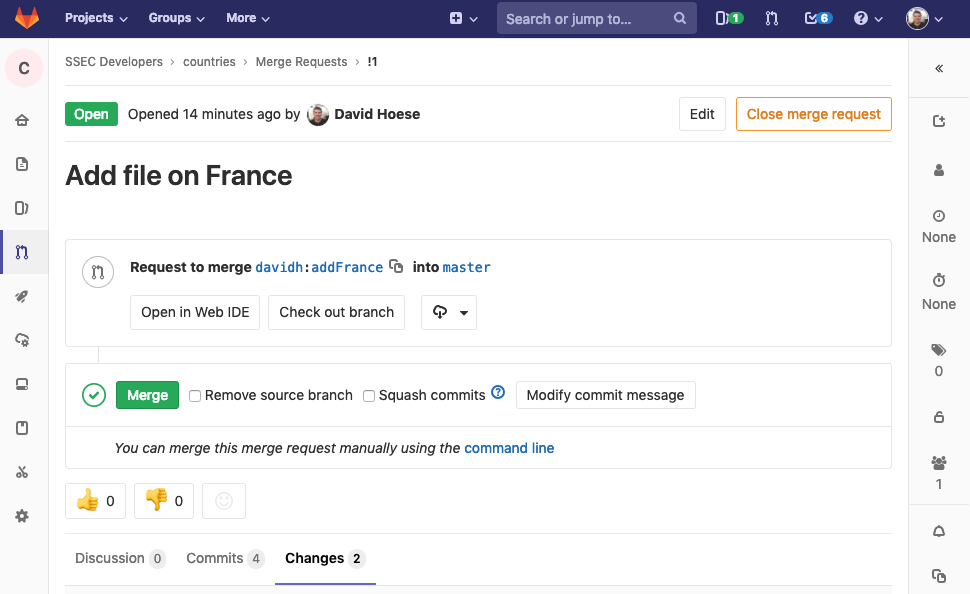 Projects Groups More Search or jump to... 1 6
C SSEC Developers › countries › Merge Requests › !1
Open Opened 14 minutes ago by David Hoese Edit Close merge request
Add file on France
None
Request to merge davidh:addFrance into master
Open in Web IDE Check out branch
None
0
Merge Remove source branch Squash commits ? Modify commit message
You can merge this merge request manually using the command line
1
👍 0 👎 0
Discussion 0 Commits 4 Changes 2